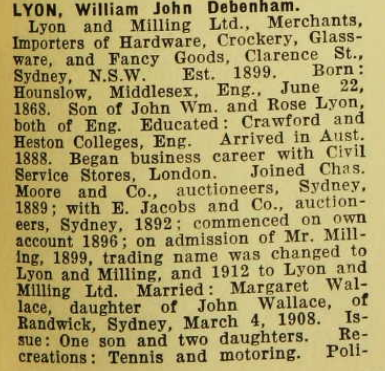 LYON, William John Debenham.
Lyon and Milling Ltd., Merchants,
Importers of Hardware, Crockery, Glass-
ware, and Fancy Goods, Clarence St.,
Sydney, N.S.W. Est. 1899. Born:
Hounslow, Middlesex, Eng., June 22,
1868. Son of John Wm. and Rose Lyon,
both of Eng. Educated: Crawford and
Heston Colleges, Eng. Arrived in Aust.
1888. Began business career with Civil
Service Stores, London. Joined Chas.
Moore and Co., auctioneers, Sydney,
1889; with E. Jacobs and Co., auction-
eers, Sydney, 1892; commenced on own
account 1896; on admission of Mr. Mill-
ing, 1899, trading name was changed to
Lyon and Milling, and 1912 to Lyon and
Milling Ltd. Married: Margaret Wal-
lace, daughter of John Wallace, of
Randwick, Sydney, March 4, 1908. Is-
sue: One son and two daughters. Re-
creations: Tennis and motoring. Poli-